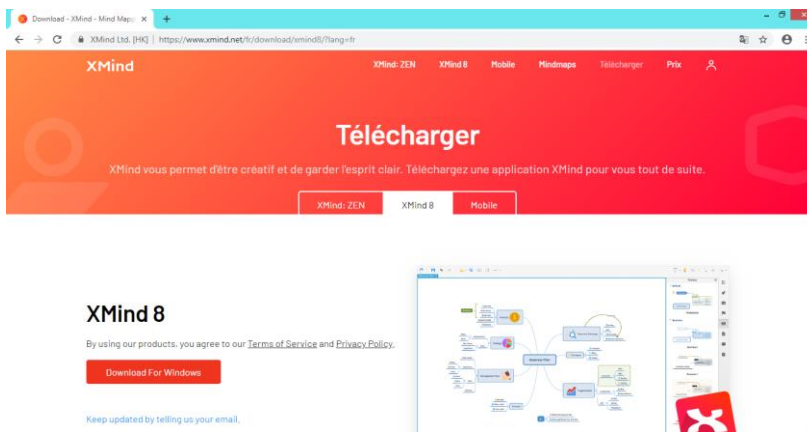 Download - XMind - Mind Mapp
XMind Ltd. [HK] | https://www.xmind.net/fr/download/xmind8/?lang=fr
XMind XMind: ZEN XMind 8 Mobile Mindmaps Télécharger Prix
Télécharger
XMind vous permet d'être créatif et de garder l'esprit clair. Téléchargez une application XMind pour vous tout de suite.
XMind: ZEN XMind 8 Mobile
XMind 8
By using our products, you agree to our Terms of Service and Privacy Policy.
Download For Windows
Keep updated by telling us your email.